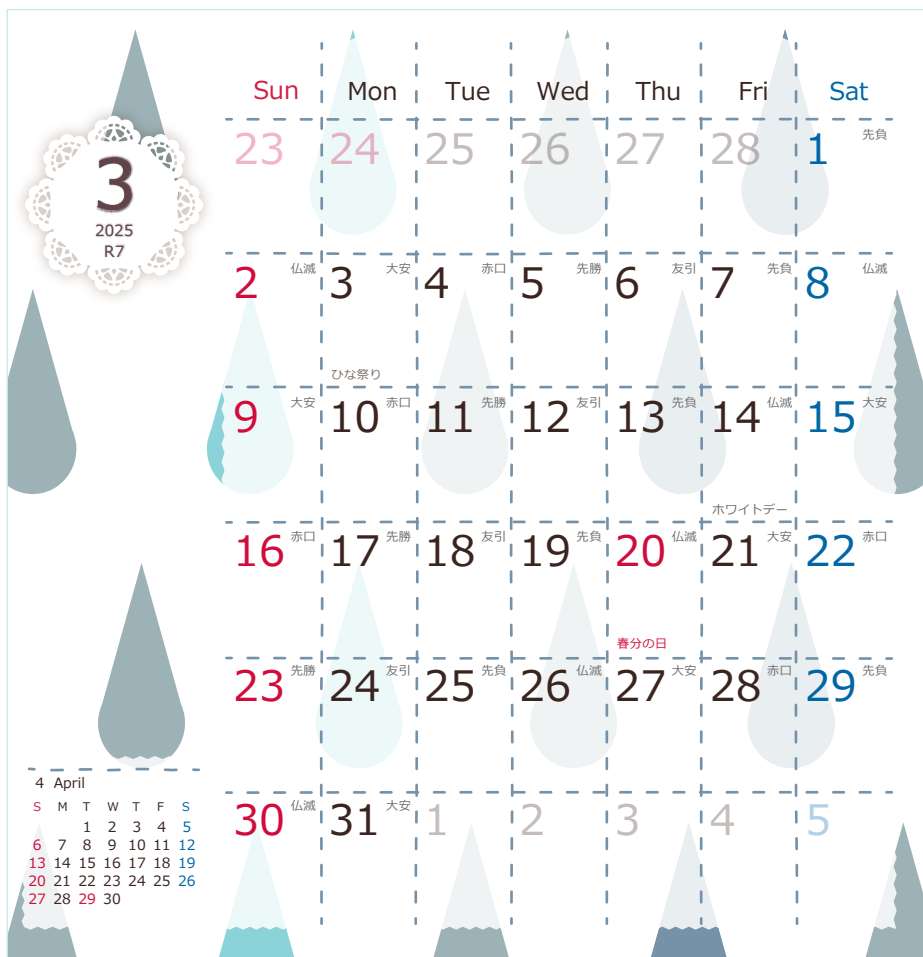 3
2025
R7
Sun Mon Tue Wed Thu Fri Sat
23 24 25 26 27 28 1 先負
2 仏滅 3 大安 4 赤口 5 先勝 6 友引 7 先負 8 仏滅
ひな祭り
9 大安 10 赤口 11 先勝 12 友引 13 先負 14 仏滅 15 大安
ホワイトデー
16 赤口 17 先勝 18 友引 19 先負 20 仏滅 21 大安 22 赤口
春分の日
23 先勝 24 友引 25 先負 26 仏滅 27 大安 28 赤口 29 先負
30 仏滅 31 大安 1 2 3 4 5
4 April
S M T W T F S
1 2 3 4 5
6 7 8 9 10 11 12
13 14 15 16 17 18 19
20 21 22 23 24 25 26
27 28 29 30